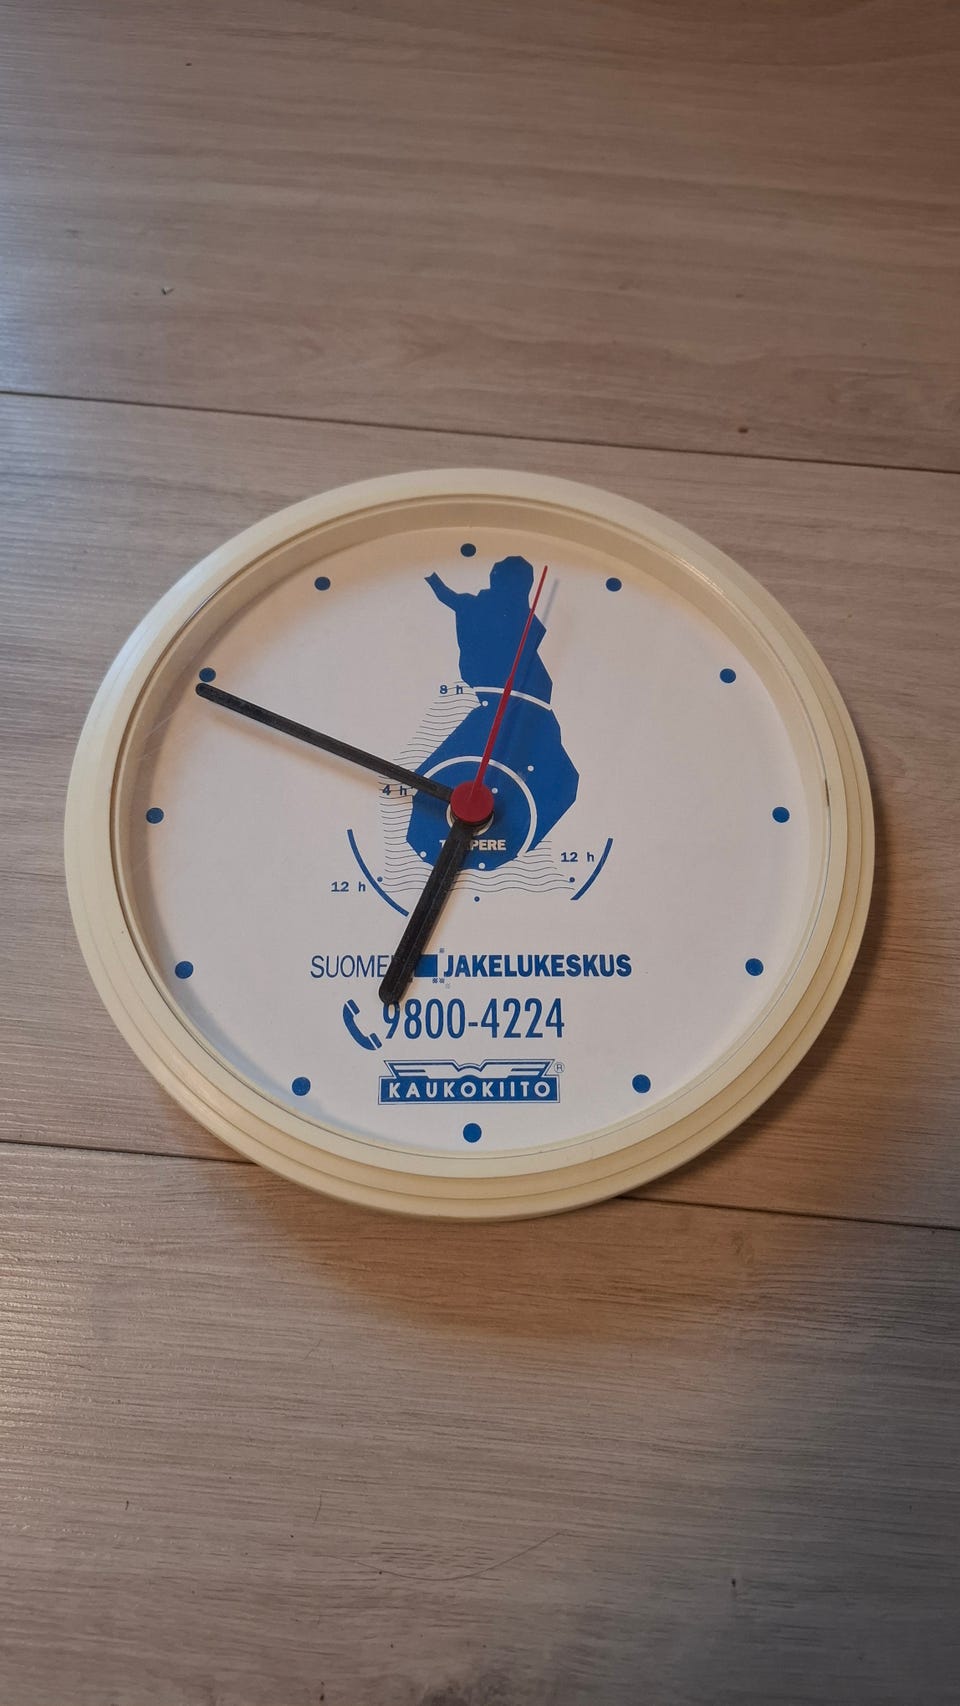 8 h
4 h
12 h
12 h
JAKELUKESKUS
9800-4224
KAUKOKIITO ®